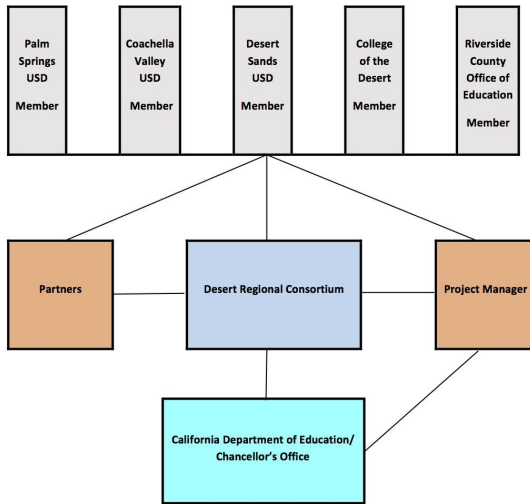 Palm
Springs
USD
Member
Coachella
Valley
USD
Member
Desert
Sands
USD
Member
College
of the
Desert
Member
Riverside
County
Office of
Education
Member
Partners
Desert Regional Consortium
Project Manager
California Department of Education/
Chancellor's Office